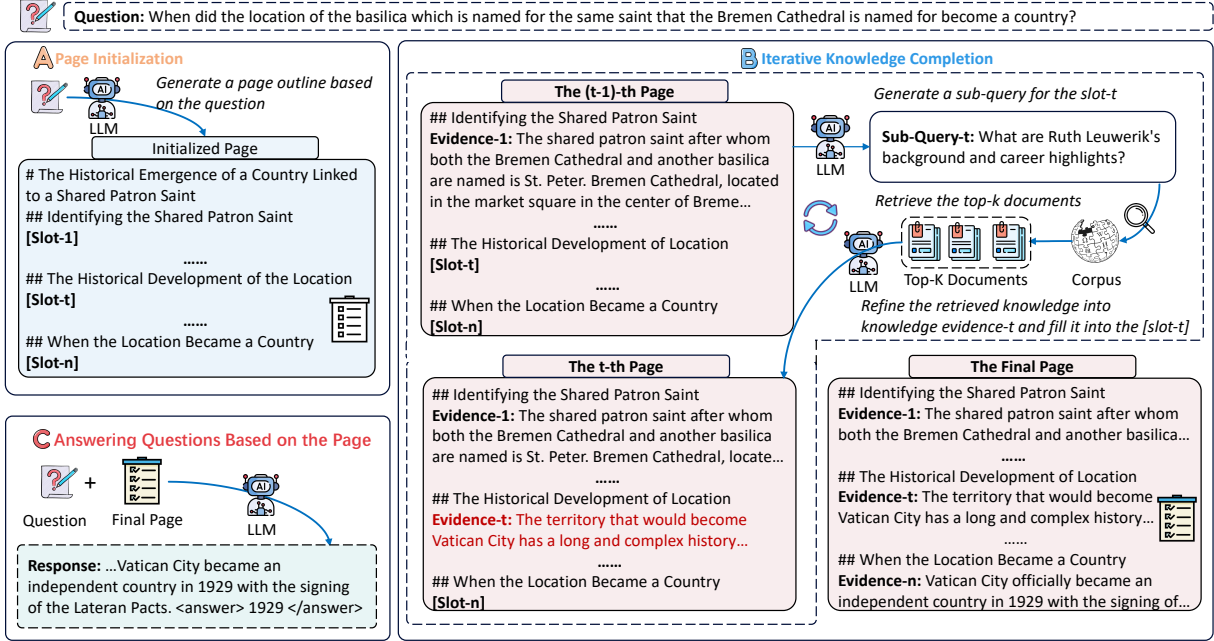 Question: When did the location of the basilica which is named for the same saint that the Bremen Cathedral is named for become a country?
A Page Initialization
Generate a page outline based
on the question
AI
LLM
Initialized Page
# The Historical Emergence of a Country Linked
to a Shared Patron Saint
## Identifying the Shared Patron Saint
[Slot-1]
......
## The Historical Development of the Location
[Slot-t]
......
## When the Location Became a Country
[Slot-n]
B Iterative Knowledge Completion
The (t-1)-th Page
## Identifying the Shared Patron Saint
Evidence-1: The shared patron saint after whom
both the Bremen Cathedral and another basilica
are named is St. Peter. Bremen Cathedral, located
in the market square in the center of Breme...
......
## The Historical Development of Location
[Slot-t]
......
## When the Location Became a Country
[Slot-n]
Generate a sub-query for the slot-t
AI
LLM
Sub-Query-t: What are Ruth Leuwerik's
background and career highlights?
Retrieve the top-k documents
AI
LLM
Top-K Documents
Corpus
Refine the retrieved knowledge into
knowledge evidence-t and fill it into the [slot-t]
The t-th Page
## Identifying the Shared Patron Saint
Evidence-1: The shared patron saint after whom
both the Bremen Cathedral and another basilica
are named is St. Peter. Bremen Cathedral, locate...
......
## The Historical Development of Location
Evidence-t: The territory that would become
Vatican City has a long and complex history...
......
## When the Location Became a Country
[Slot-n]
The Final Page
## Identifying the Shared Patron Saint
Evidence-1: The shared patron saint after whom
both the Bremen Cathedral and another basilica...
......
## The Historical Development of Location
Evidence-t: The territory that would become
Vatican City has a long and complex history...
......
## When the Location Became a Country
Evidence-n: Vatican City officially became an
independent country in 1929 with the signing of...
C Answering Questions Based on the Page
+
Question
Final Page
AI
LLM
Response: ...Vatican City became an
independent country in 1929 with the signing
of the Lateran Pacts. <answer> 1929 </answer>